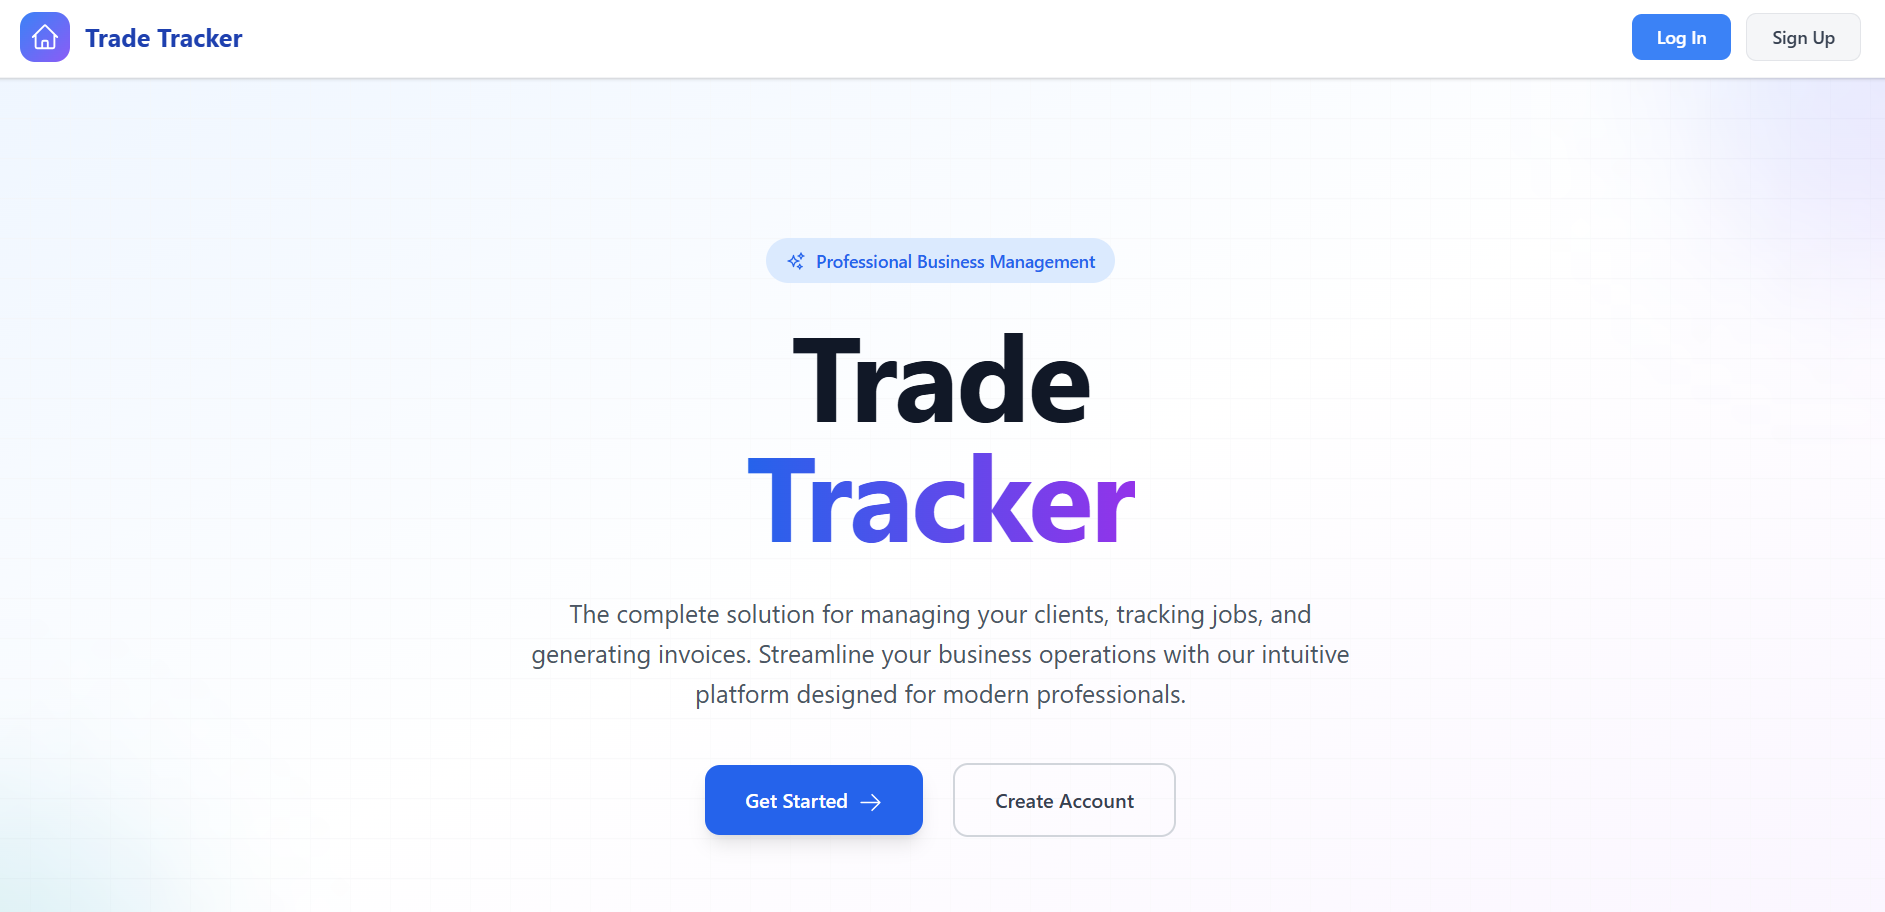 Trade Tracker
Log In
Sign Up
Professional Business Management
Trade
Tracker
The complete solution for managing your clients, tracking jobs, and
generating invoices. Streamline your business operations with our intuitive
platform designed for modern professionals.
Get Started
Create Account